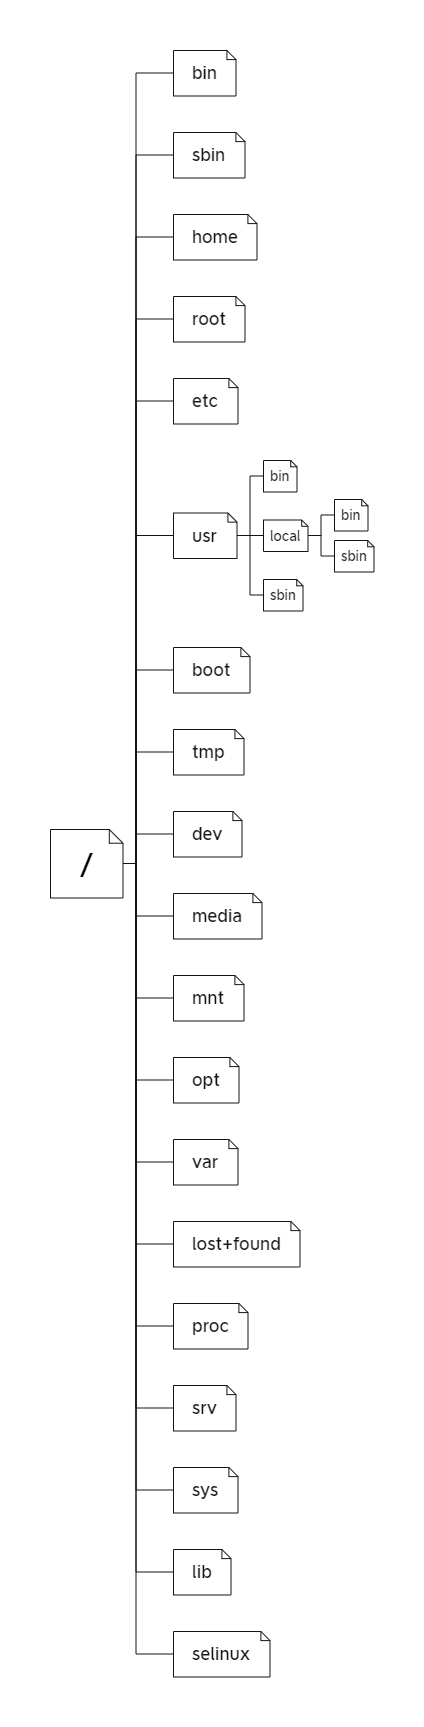 bin
sbin
home
root
etc
usr
bin
local
bin
sbin
sbin
boot
tmp
/
dev
media
mnt
opt
var
lost+found
proc
srv
sys
lib
selinux